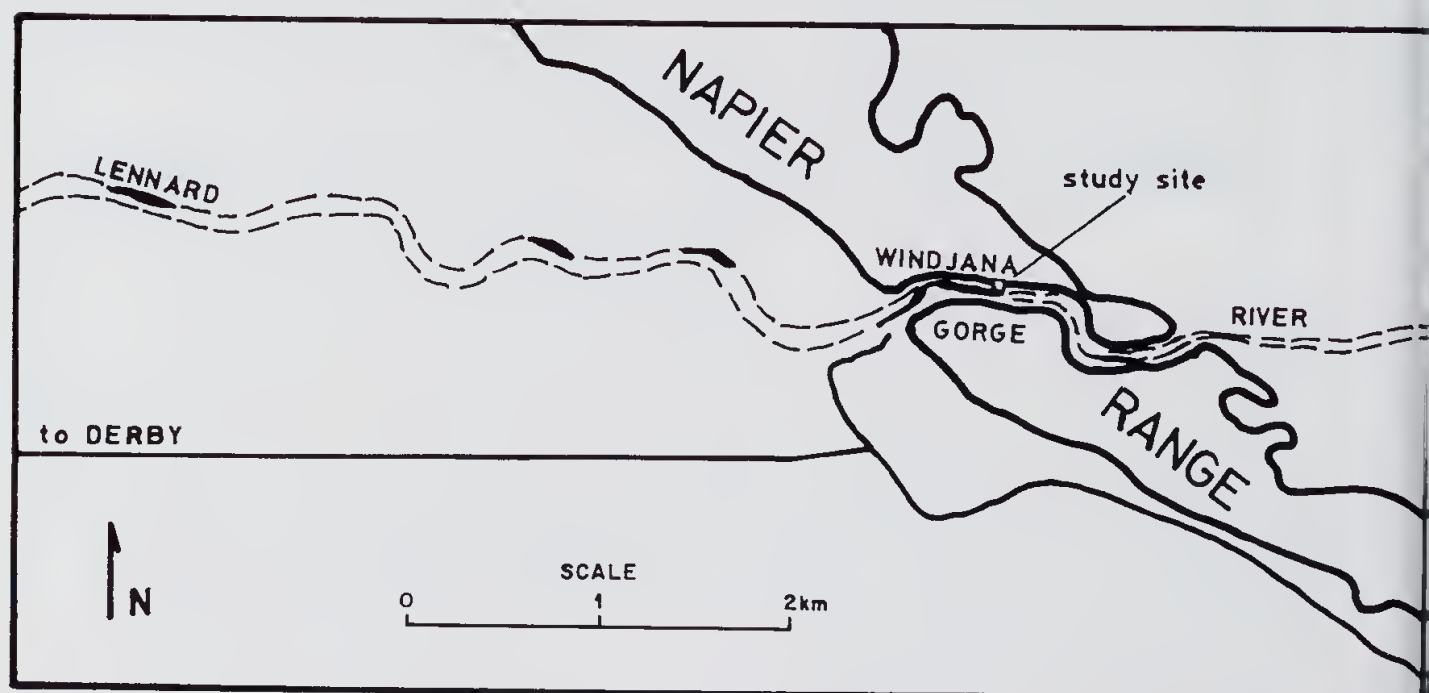 NAPIER
LENNARD
study site
WINDJANA
RIVER
GORGE
RANGE
to DERBY
SCALE
N
0 1 2km